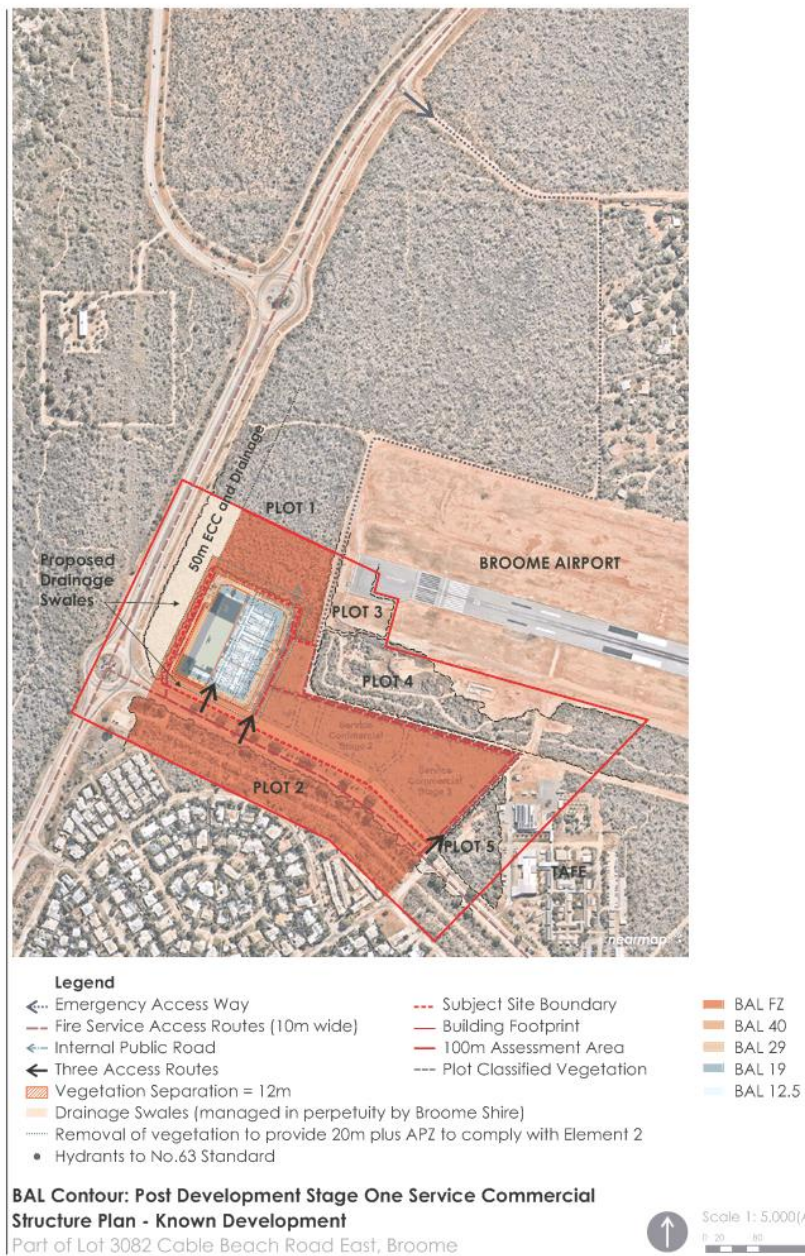 50m ECC and Drainage
PLOT 1
Proposed
Drainage
Swales
BROOME AIRPORT
PLOT 3
PLOT 4
Service
Commercial
Stage 2
Service
Commercial
PLOT 2
PLOT 5
TAFE
nearmap
Legend
Emergency Access Way
Fire Service Access Routes (10m wide)
Internal Public Road
Three Access Routes
Vegetation Separation = 12m
Drainage Swales (managed in perpetuity by Broome Shire)
Removal of vegetation to provide 20m plus APZ to comply with Element 2
Hydrants to No.63 Standard
Subject Site Boundary
Building Footprint
100m Assessment Area
Plot Classified Vegetation
BAL FZ
BAL 40
BAL 29
BAL 19
BAL 12.5
BAL Contour: Post Development Stage One Service Commercial
Structure Plan - Known Development
Part of Lot 3082 Cable Beach Road East, Broome
Scale 1: 5,000(A
0 20 80